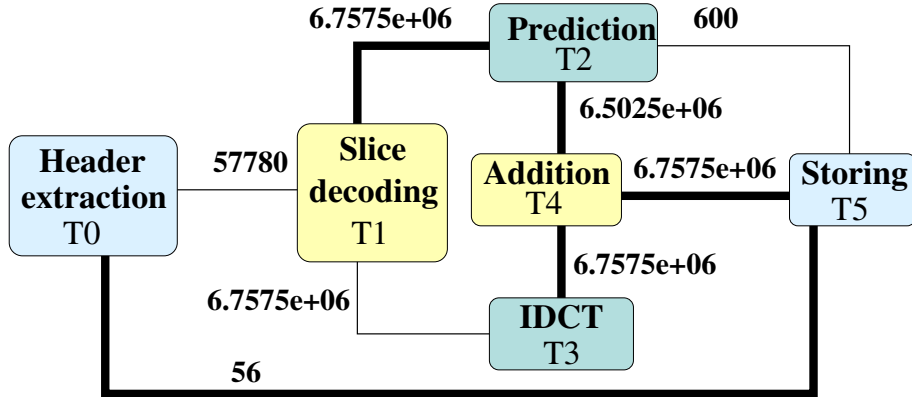 6.7575e+06
Prediction
T2
600
6.5025e+06
Header
extraction
T0
57780
Slice
decoding
T1
Addition
T4
6.7575e+06
Storing
T5
6.7575e+06
6.7575e+06
IDCT
T3
56